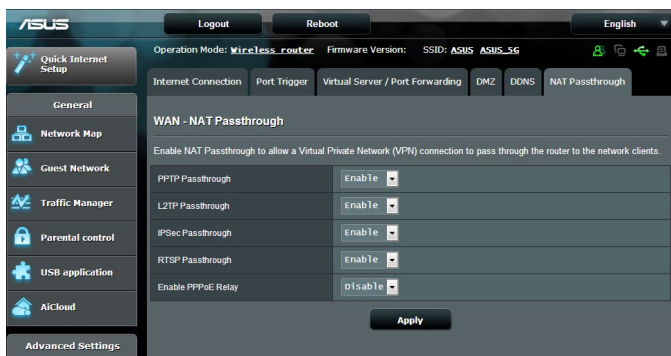 ASUS
Logout
Reboot
English
Quick Internet Setup
Operation Mode: Wireless router Firmware Version: SSID: ASUS ASUS_5G
Internet Connection
Port Trigger
Virtual Server / Port Forwarding
DMZ
DDNS
NAT Passthrough
General
Network Map
Guest Network
Traffic Manager
Parental control
USB application
AiCloud
Advanced Settings
WAN - NAT Passthrough
Enable NAT Passthrough to allow a Virtual Private Network (VPN) connection to pass through the router to the network clients.
PPTP Passthrough Enable
L2TP Passthrough Enable
IPSec Passthrough Enable
RTSP Passthrough Enable
Enable PPPoE Relay Disable
Apply